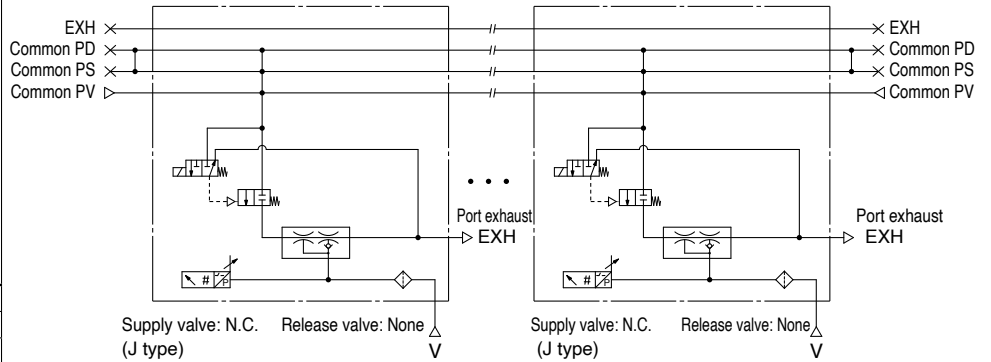 EXH
EXH
Common PD
Common PD
Common PS
Common PS
Common PV
Common PV
Port exhaust
EXH
Port exhaust
EXH
#
P
#
P
Supply valve: N.C.
(J type)
Release valve: None
V
Supply valve: N.C.
(J type)
Release valve: None
V